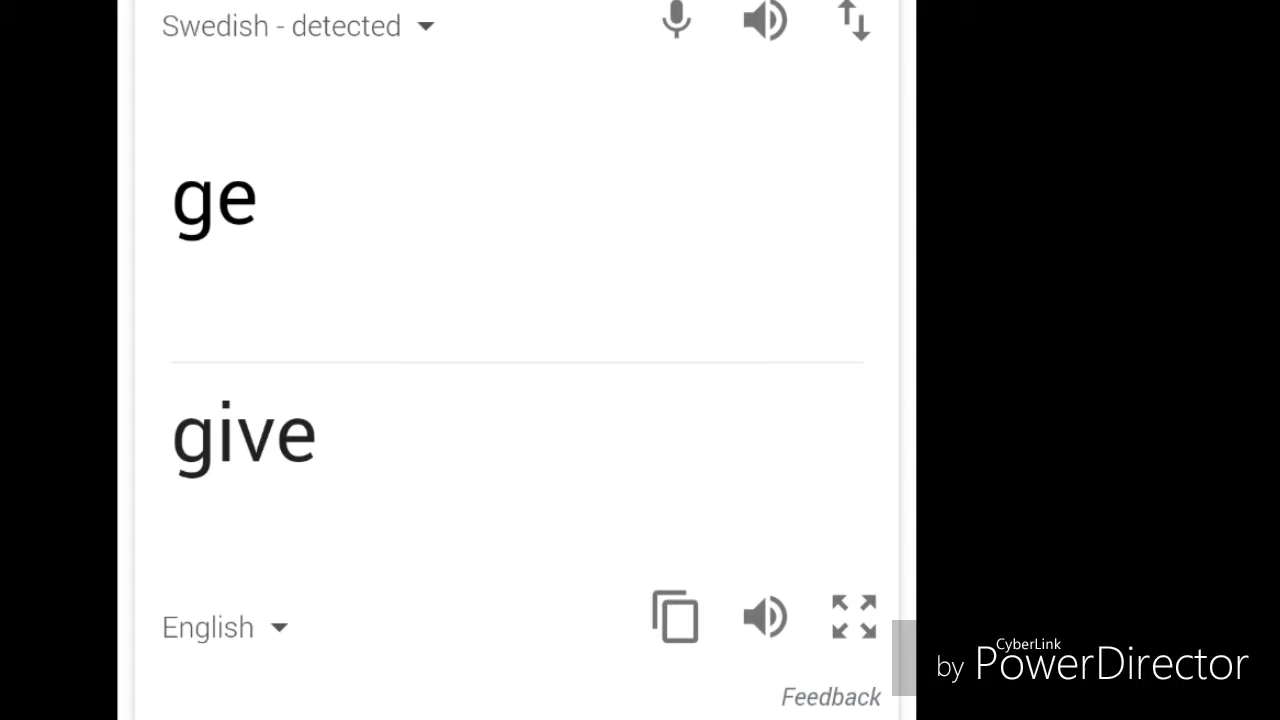 Swedish - detected
ge
give
English
Feedback
CyberLink
by PowerDirector